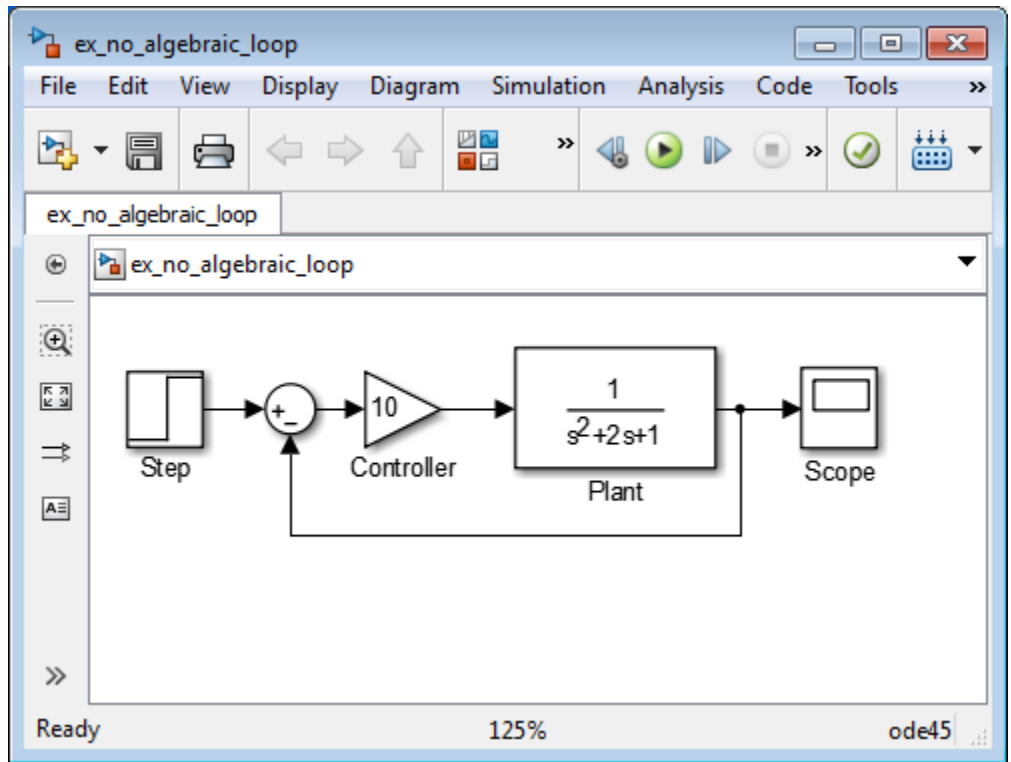 ex_no_algebraic_loop
File Edit View Display Diagram Simulation Analysis Code Tools »
»
»
ex_no_algebraic_loop
ex_no_algebraic_loop
A
+
-
10
1
s2+2s+1
Step
Controller
Plant
Scope
»
Ready 125% ode45